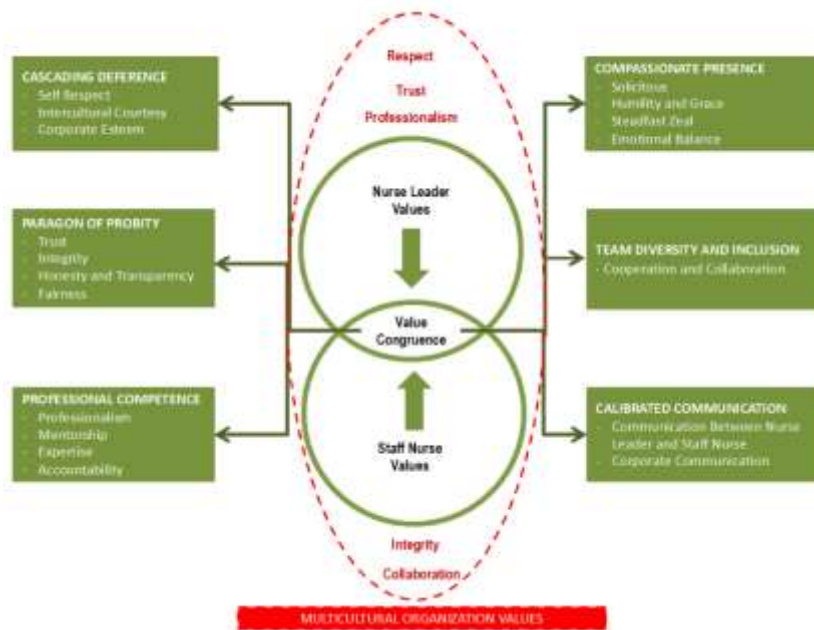 Respect
Trust
Professionalism
CASCADING DEFERENCE
- Self Respect
- Intercultural Courtesy
- Corporate Esteem
PARAGON OF PROBITY
- Trust
- Integrity
- Honesty and Transparency
- Fairness
PROFESSIONAL COMPETENCE
- Professionalism
- Mentorship
- Expertise
- Accountability
Nurse Leader
Values
Value
Congruence
Staff Nurse
Values
COMPASSIONATE PRESENCE
- Solicitous
- Humility and Grace
- Steadfast Zeal
- Emotional Balance
TEAM DIVERSITY AND INCLUSION
- Cooperation and Collaboration
CALIBRATED COMMUNICATION
- Communication Between Nurse
Leader and Staff Nurse
- Corporate Communication
Integrity
Collaboration
MULTICULTURAL ORGANIZATION VALUES